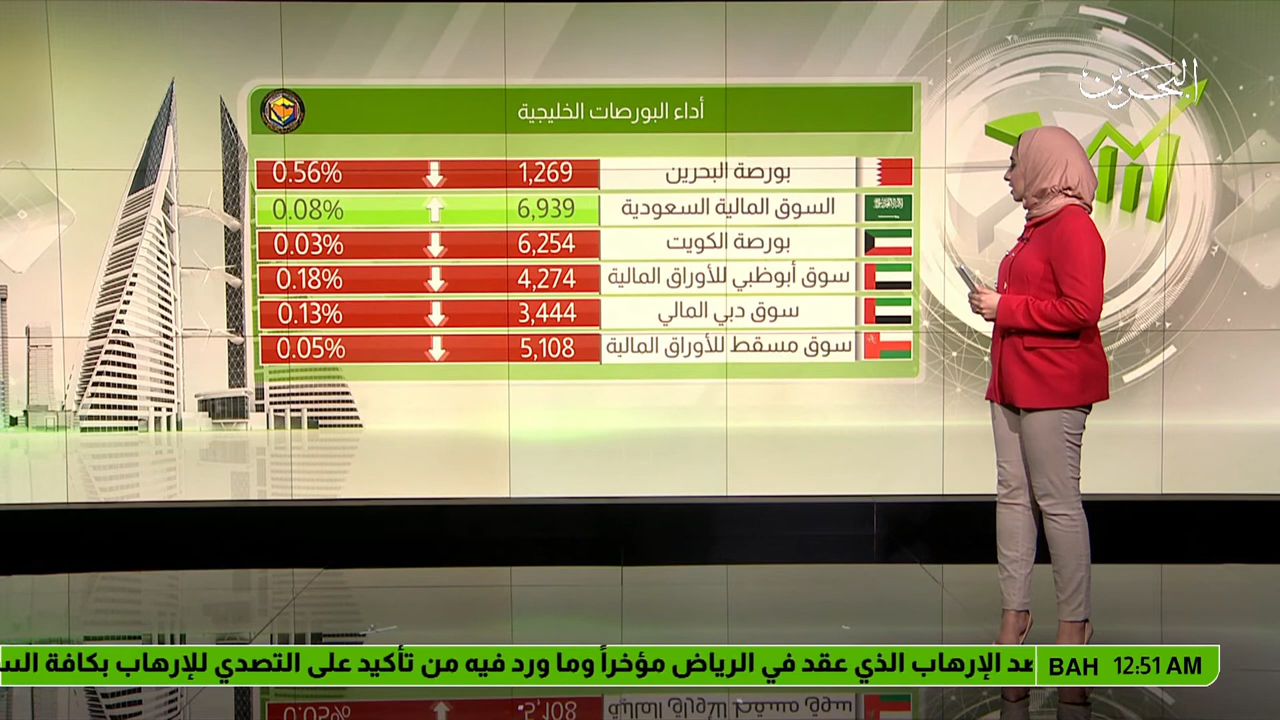 البحرين
أداء البورصات الخليجية
بورصة البحرين 1,269 0.56%
السوق المالية السعودية 6,939 0.08%
بورصة الكويت 6,254 0.03%
سوق أبوظبي للأوراق المالية 4,274 0.18%
سوق دبي المالي 3,444 0.13%
سوق مسقط للأوراق المالية 5,108 0.05%
BAH 12:51 AM
الإرهاب الذي عقد في الرياض مؤخراً وما ورد فيه من تأكيد على التصدي للإرهاب بكافة